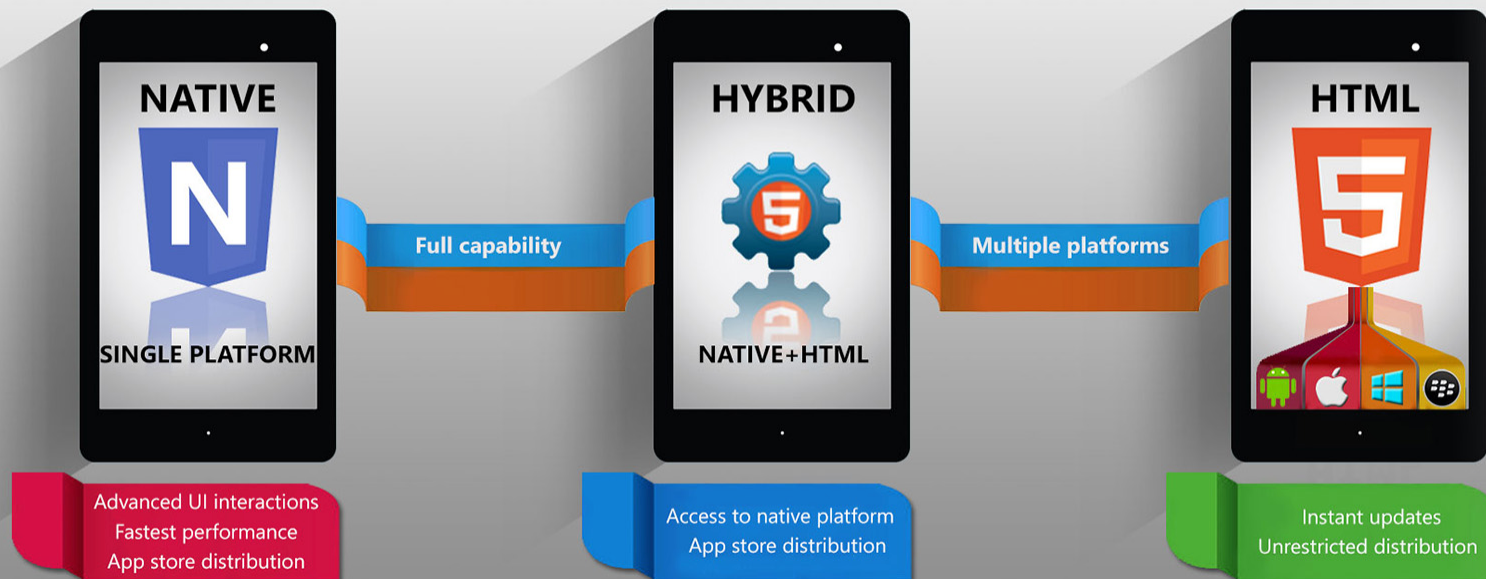 NATIVE
N
SINGLE PLATFORM
Full capability
HYBRID
5
NATIVE+HTML
Multiple platforms
HTML
5
Advanced UI interactions
Fastest performance
App store distribution
Access to native platform
App store distribution
Instant updates
Unrestricted distribution